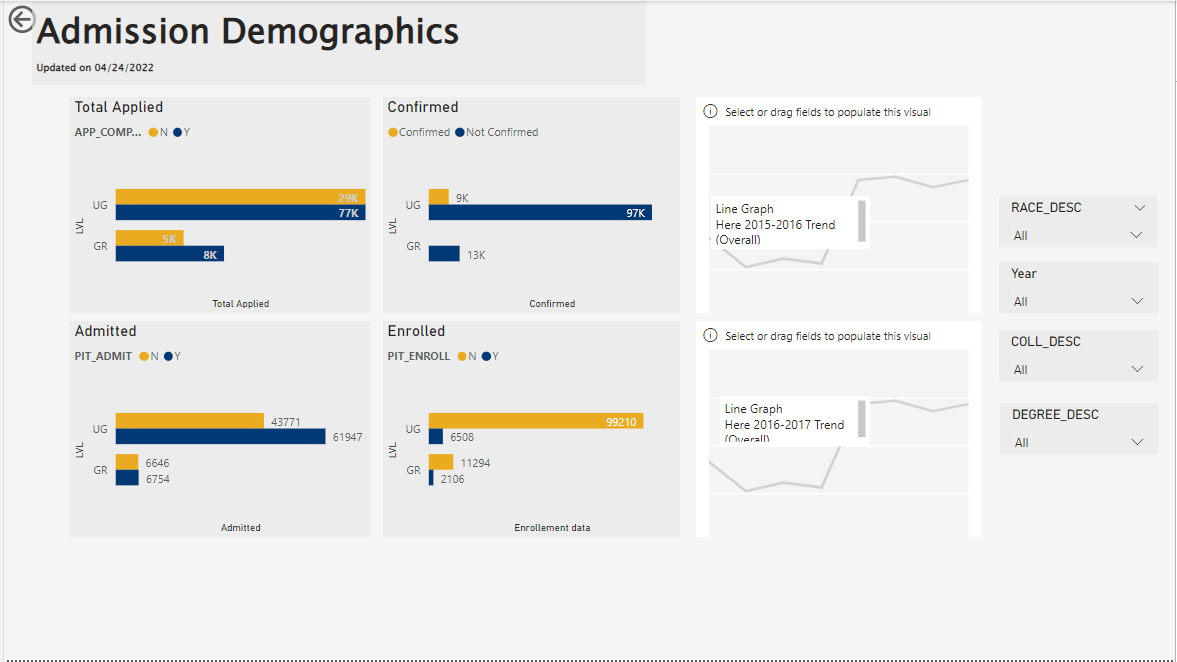 Admission Demographics
Updated on 04/24/2022
Total Applied
APP_COMP... N Y
LVL
UG
29K
77K
GR
5K
8K
Total Applied
Confirmed
Confirmed Not Confirmed
LVL
UG
9K
97K
GR
13K
Confirmed
Select or drag fields to populate this visual
Line Graph
Here 2015-2016 Trend
(Overall)
RACE_DESC
All
Year
All
COLL_DESC
All
DEGREE_DESC
All
Admitted
PIT_ADMIT N Y
LVL
UG
43771
61947
GR
6646
6754
Admitted
Enrolled
PIT_ENROLL N Y
LVL
UG
99210
6508
GR
11294
2106
Enrollement data
Select or drag fields to populate this visual
Line Graph
Here 2016-2017 Trend
(Overall)